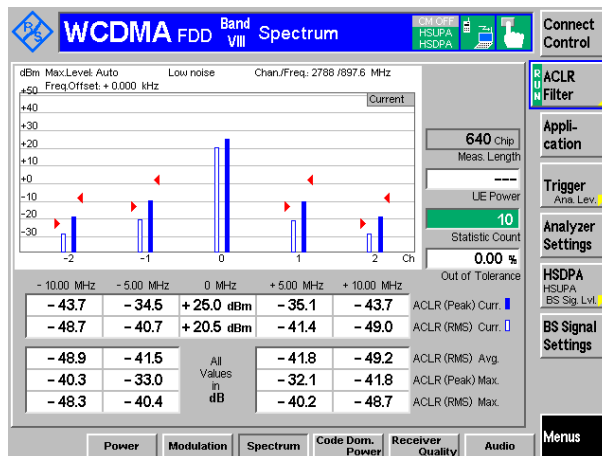 R S
WCDMA FDD Band VIII Spectrum
CM OFF
HSUPA
HSDPA
Connect Control
dBm Max.Level: Auto Low noise Chan./Freq.: 2788 /897.6 MHz
Freq.Offset: + 0.000 kHz
Current
+50
+40
+30
+20
+10
+0
-10
-20
-30
-2 -1 0 1 2 Ch
640 Chip
Meas. Length
---
UE Power
10
Statistic Count
0.00 %
Out of Tolerance
- 10.00 MHz - 5.00 MHz 0 MHz + 5.00 MHz + 10.00 MHz
- 43.7 - 34.5 + 25.0 dBm - 35.1 - 43.7 ACLR (Peak) Curr.
- 48.7 - 40.7 + 20.5 dBm - 41.4 - 49.0 ACLR (RMS) Curr.
- 48.9 - 41.5 - 41.8 - 49.2 ACLR (RMS) Avg.
- 40.3 - 33.0 - 32.1 - 41.8 ACLR (Peak) Max.
- 48.3 - 40.4 - 40.2 - 48.7 ACLR (RMS) Max.
All
Values
in
dB
RUN
ACLR
Filter
Appli-
cation
Trigger
Ana. Lev.
Analyzer
Settings
HSDPA
HSUPA
BS Sig. Lvl.
BS Signal
Settings
Menus
Power Modulation Spectrum Code Dom. Power Receiver Quality Audio